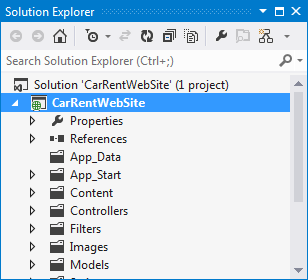 Solution Explorer
Search Solution Explorer (Ctrl+;)
Solution 'CarRentWebSite' (1 project)
CarRentWebSite
Properties
References
App_Data
App_Start
Content
Controllers
Filters
Images
Models